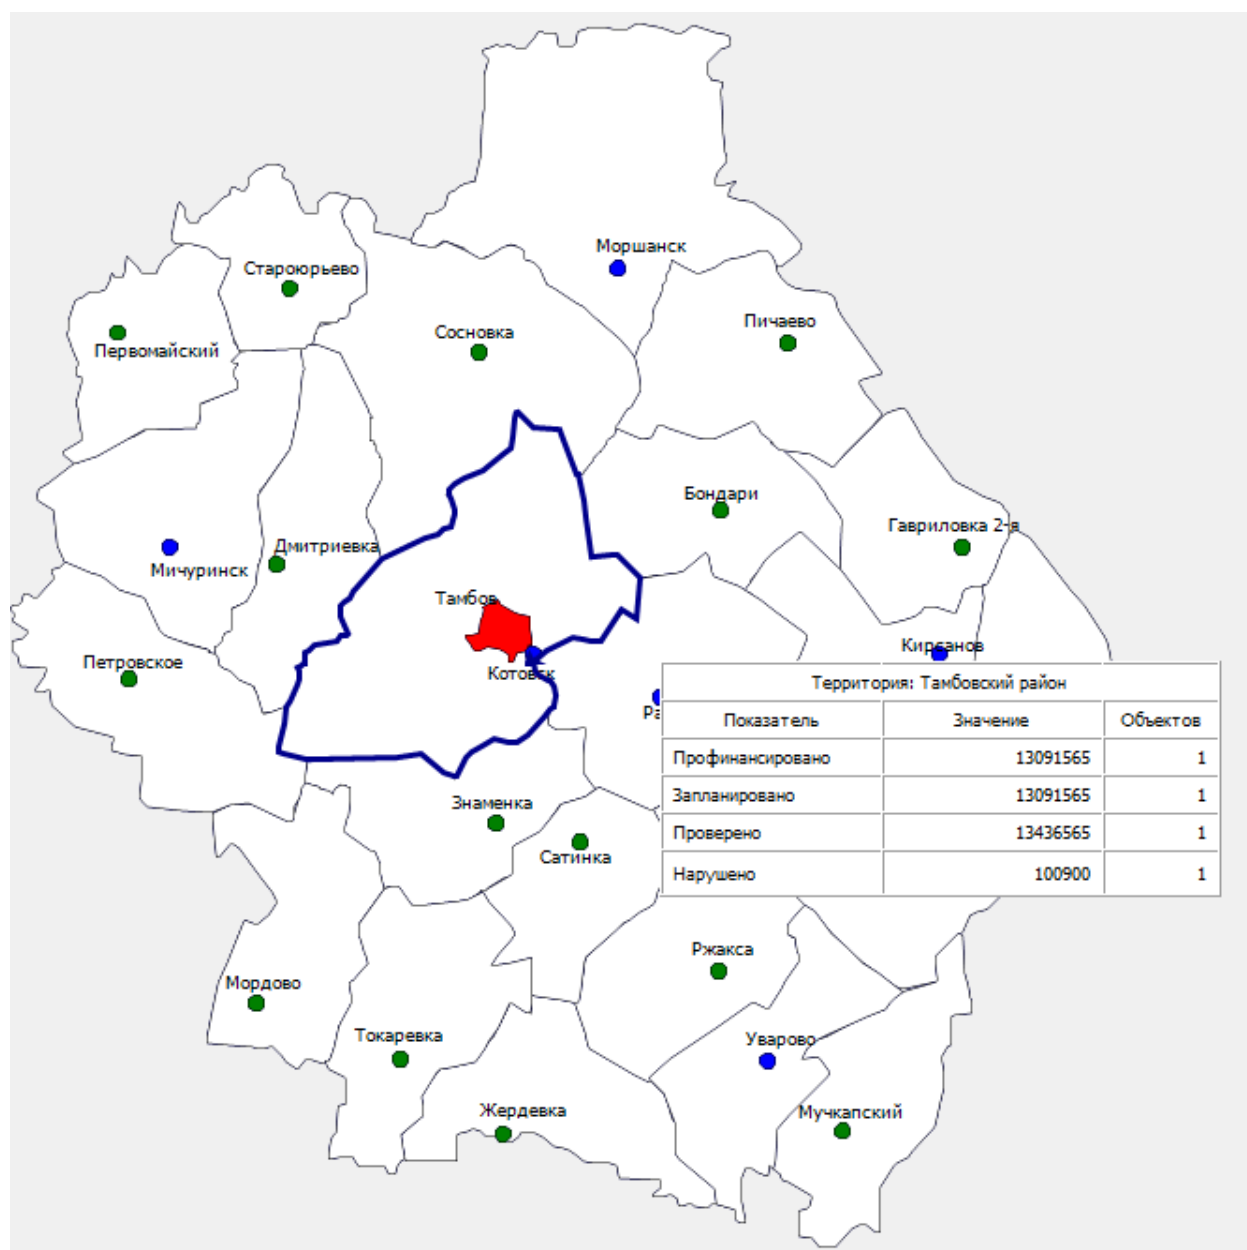 Моршанск
Староюрьево
Пичаево
Сосновка
Первомайский
Бондари
Гавриловка 2-я
Дмитриевка
Мичуринск
Тамбов
Кирсанов
Петровское
Котовск
Территория: Тамбовский район
Показатель Значение Объектов
Профинансировано 13091565 1
Запланировано 13091565 1
Проверено 13436565 1
Нарушено 100900 1
Знаменка
Сатинка
Ржакса
Мордово
Токаревка
Уварово
Жердевка
Мучкапский